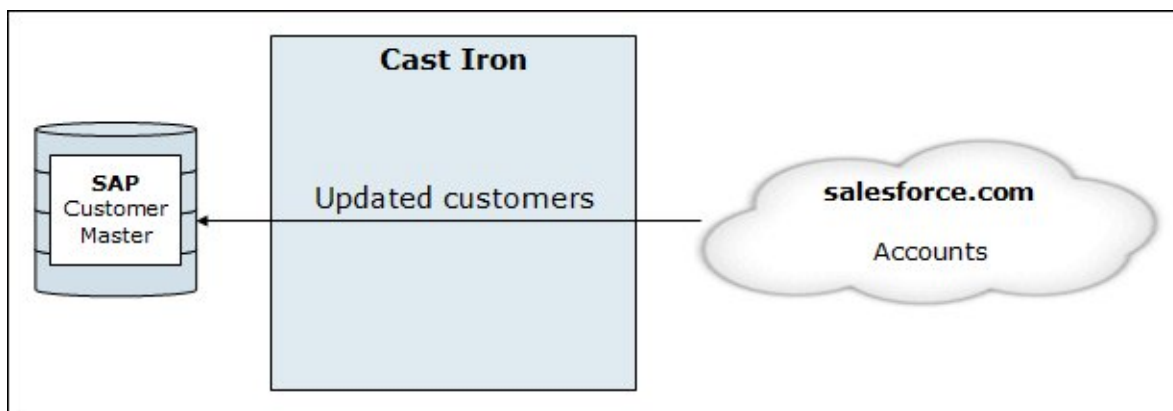 Cast Iron
SAP
Customer
Master
Updated customers
salesforce.com
Accounts